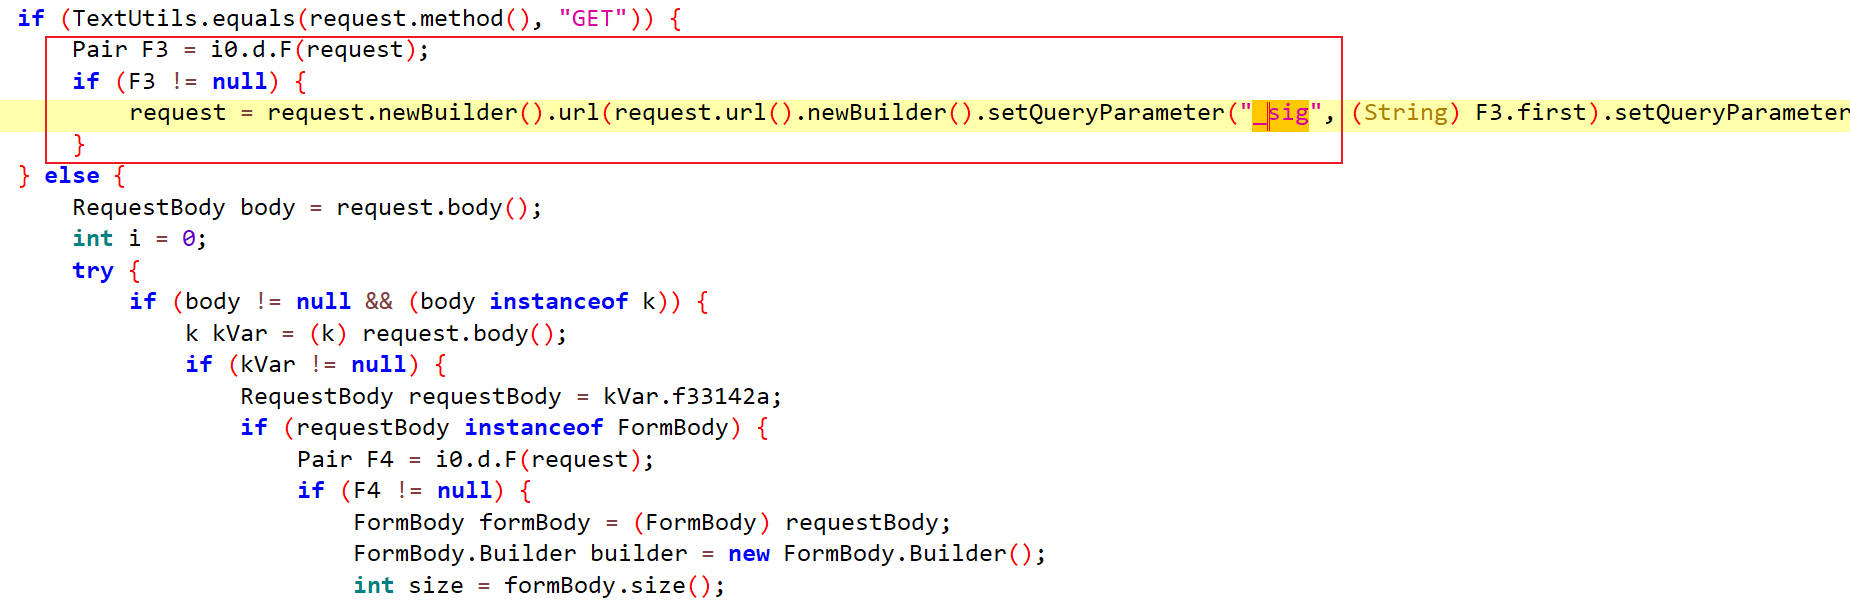 if (TextUtils.equals(request.method(), "GET")) {
    Pair F3 = i0.d.F(request);
    if (F3 != null) {
        request = request.newBuilder().url(request.url().newBuilder().setQueryParameter("_sig", (String) F3.first).setQueryParameter
    }
} else {
    RequestBody body = request.body();
    int i = 0;
    try {
        if (body != null && (body instanceof k)) {
            k kVar = (k) request.body();
            if (kVar != null) {
                RequestBody requestBody = kVar.f33142a;
                if (requestBody instanceof FormBody) {
                    Pair F4 = i0.d.F(request);
                    if (F4 != null) {
                        FormBody formBody = (FormBody) requestBody;
                        FormBody.Builder builder = new FormBody.Builder();
                        int size = formBody.size();